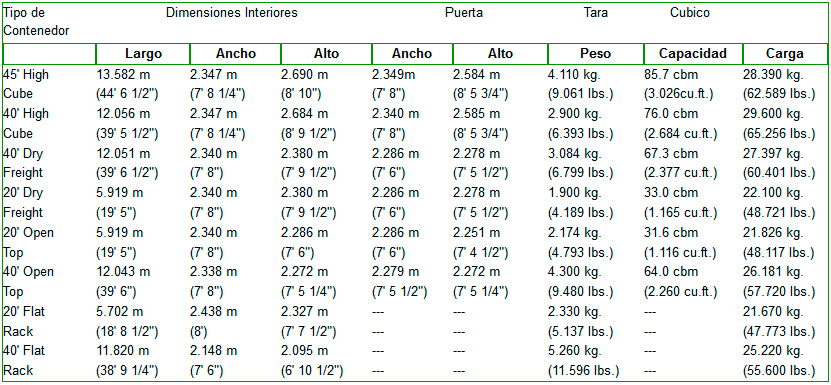 Tipo de Contenedor Dimensiones Interiores Puerta Tara Cubico
Largo Ancho Alto Ancho Alto Peso Capacidad Carga
45' High 13.582 m 2.347 m 2.690 m 2.349m 2.584 m 4.110 kg. 85.7 cbm 28.390 kg.
Cube (44' 6 1/2") (7' 8 1/4") (8' 10") (7' 8") (8' 5 3/4") (9.061 lbs.) (3.026cu.ft.) (62.589 lbs.)
40' High 12.056 m 2.347 m 2.684 m 2.340 m 2.585 m 2.900 kg. 76.0 cbm 29.600 kg.
Cube (39' 5 1/2") (7' 8 1/4") (8' 9 1/2") (7' 8") (8' 5 3/4") (6.393 lbs.) (2.684 cu.ft.) (65.256 lbs.)
40' Dry 12.051 m 2.340 m 2.380 m 2.286 m 2.278 m 3.084 kg. 67.3 cbm 27.397 kg.
Freight (39' 6 1/2") (7' 8") (7' 9 1/2") (7' 6") (7' 5 1/2") (6.799 lbs.) (2.377 cu.ft.) (60.401 lbs.)
20' Dry 5.919 m 2.340 m 2.380 m 2.286 m 2.278 m 1.900 kg. 33.0 cbm 22.100 kg.
Freight (19' 5") (7' 8") (7' 9 1/2") (7' 6") (7' 5 1/2") (4.189 lbs.) (1.165 cu.ft.) (48.721 lbs.)
20' Open 5.919 m 2.340 m 2.286 m 2.286 m 2.251 m 2.174 kg. 31.6 cbm 21.826 kg.
Top (19' 5") (7' 8") (7' 6") (7' 6") (7' 4 1/2") (4.793 lbs.) (1.116 cu.ft.) (48.117 lbs.)
40' Open 12.043 m 2.338 m 2.272 m 2.279 m 2.272 m 4.300 kg. 64.0 cbm 26.181 kg.
Top (39' 6") (7' 8") (7' 5 1/4") (7' 5 1/2") (7' 5 1/4") (9.480 lbs.) (2.260 cu.ft.) (57.720 lbs.)
20' Flat 5.702 m 2.438 m 2.327 m --- --- 2.330 kg. --- 21.670 kg.
Rack (18' 8 1/2") (8') (7' 7 1/2") --- --- (5.137 lbs.) --- (47.773 lbs.)
40' Flat 11.820 m 2.148 m 2.095 m --- --- 5.260 kg. --- 25.220 kg.
Rack (38' 9 1/4") (7' 6") (6' 10 1/2") --- --- (11.596 lbs.) --- (55.600 lbs.)